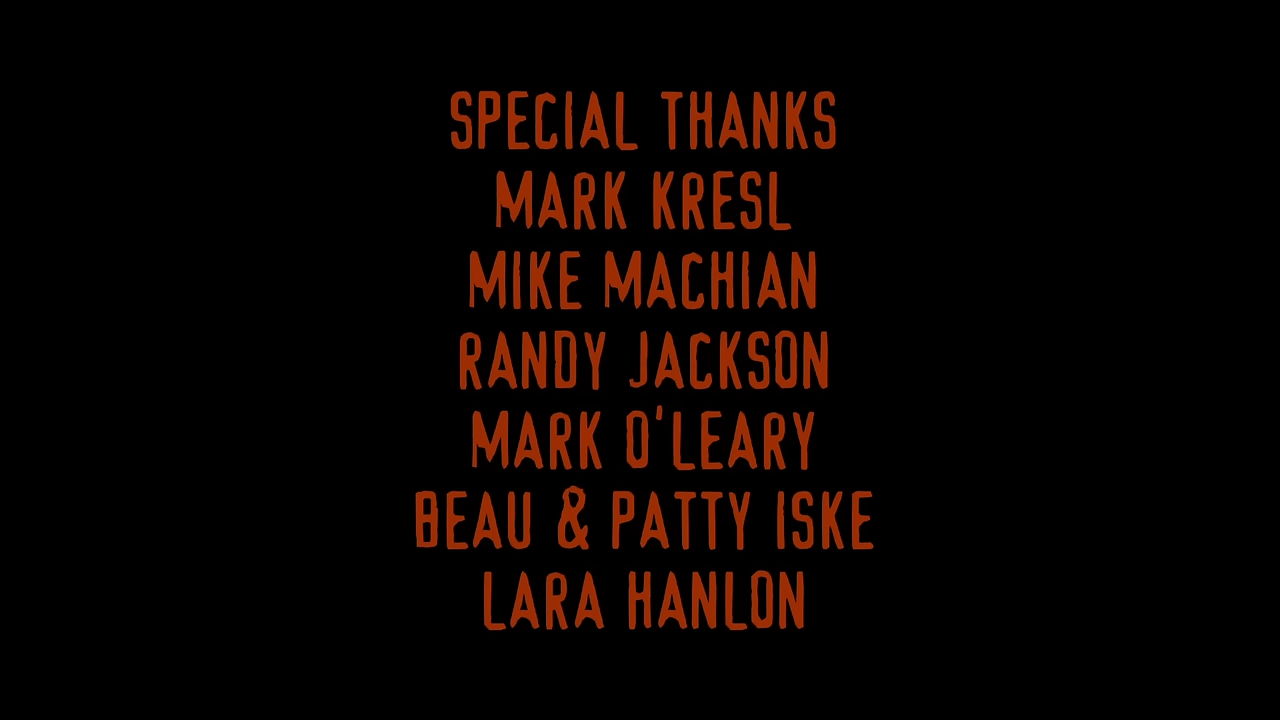 SPECIAL THANKS
MARK KRESL
MIKE MACHIAN
RANDY JACKSON
MARK O'LEARY
BEAU & PATTY ISKE
LARA HANLON